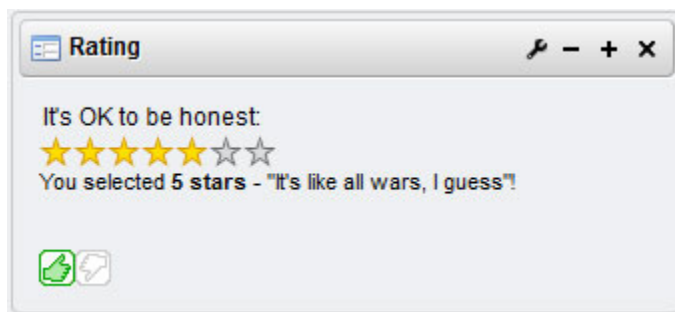 Rating
It's OK to be honest:
You selected 5 stars - "It's like all wars, I guess"!